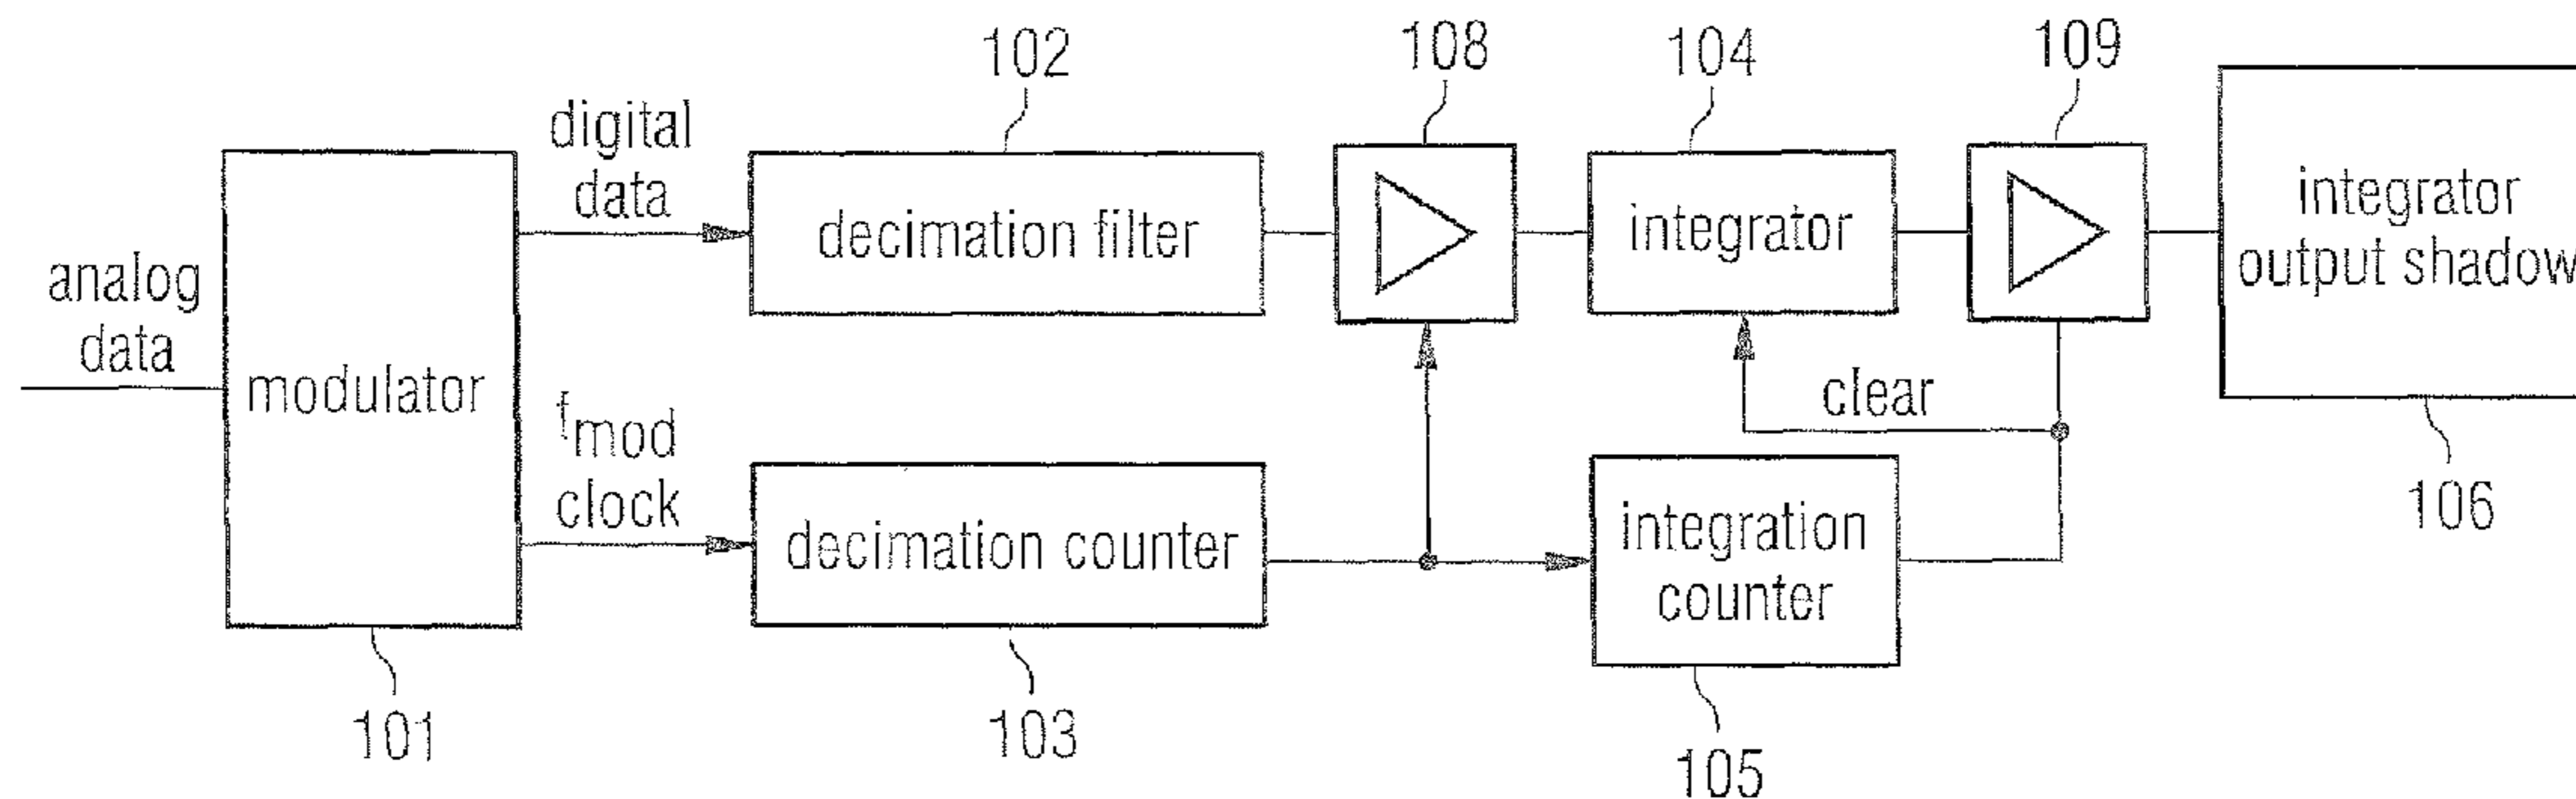 102
108
104
109
digital
data
decimation filter
integrator
integrator
output shadow
analog
data
modulator
clear
fmod
clock
decimation counter
integration
counter
106
101
103
105